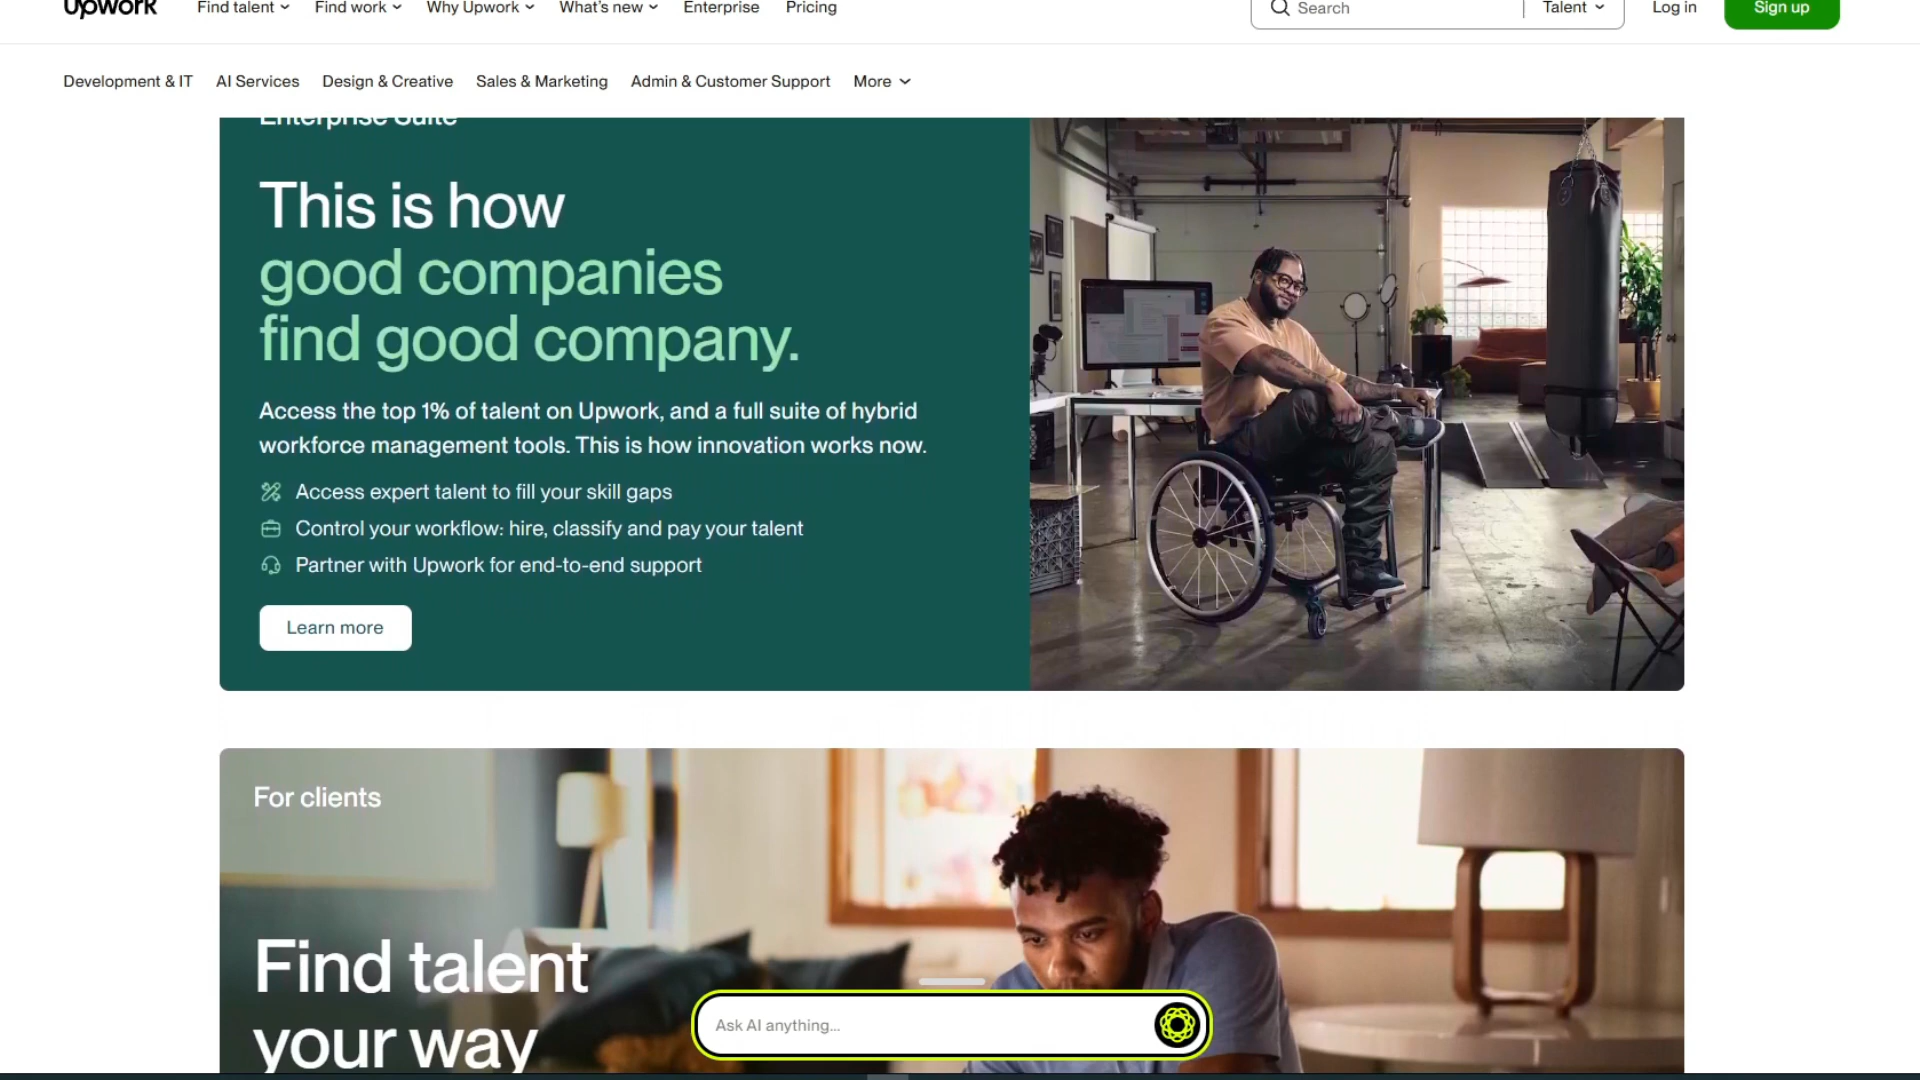 upwork
Find talent
Find work
Why Upwork
What's new
Enterprise
Pricing
Search
Talent
Log in
Sign up
Development & IT
AI Services
Design & Creative
Sales & Marketing
Admin & Customer Support
More
Enterprise Suite
This is how
good companies
find good company.
Access the top 1% of talent on Upwork, and a full suite of hybrid
workforce management tools. This is how innovation works now.
Access expert talent to fill your skill gaps
Control your workflow: hire, classify and pay your talent
Partner with Upwork for end-to-end support
Learn more
For clients
Find talent
your way
Ask AI anything...